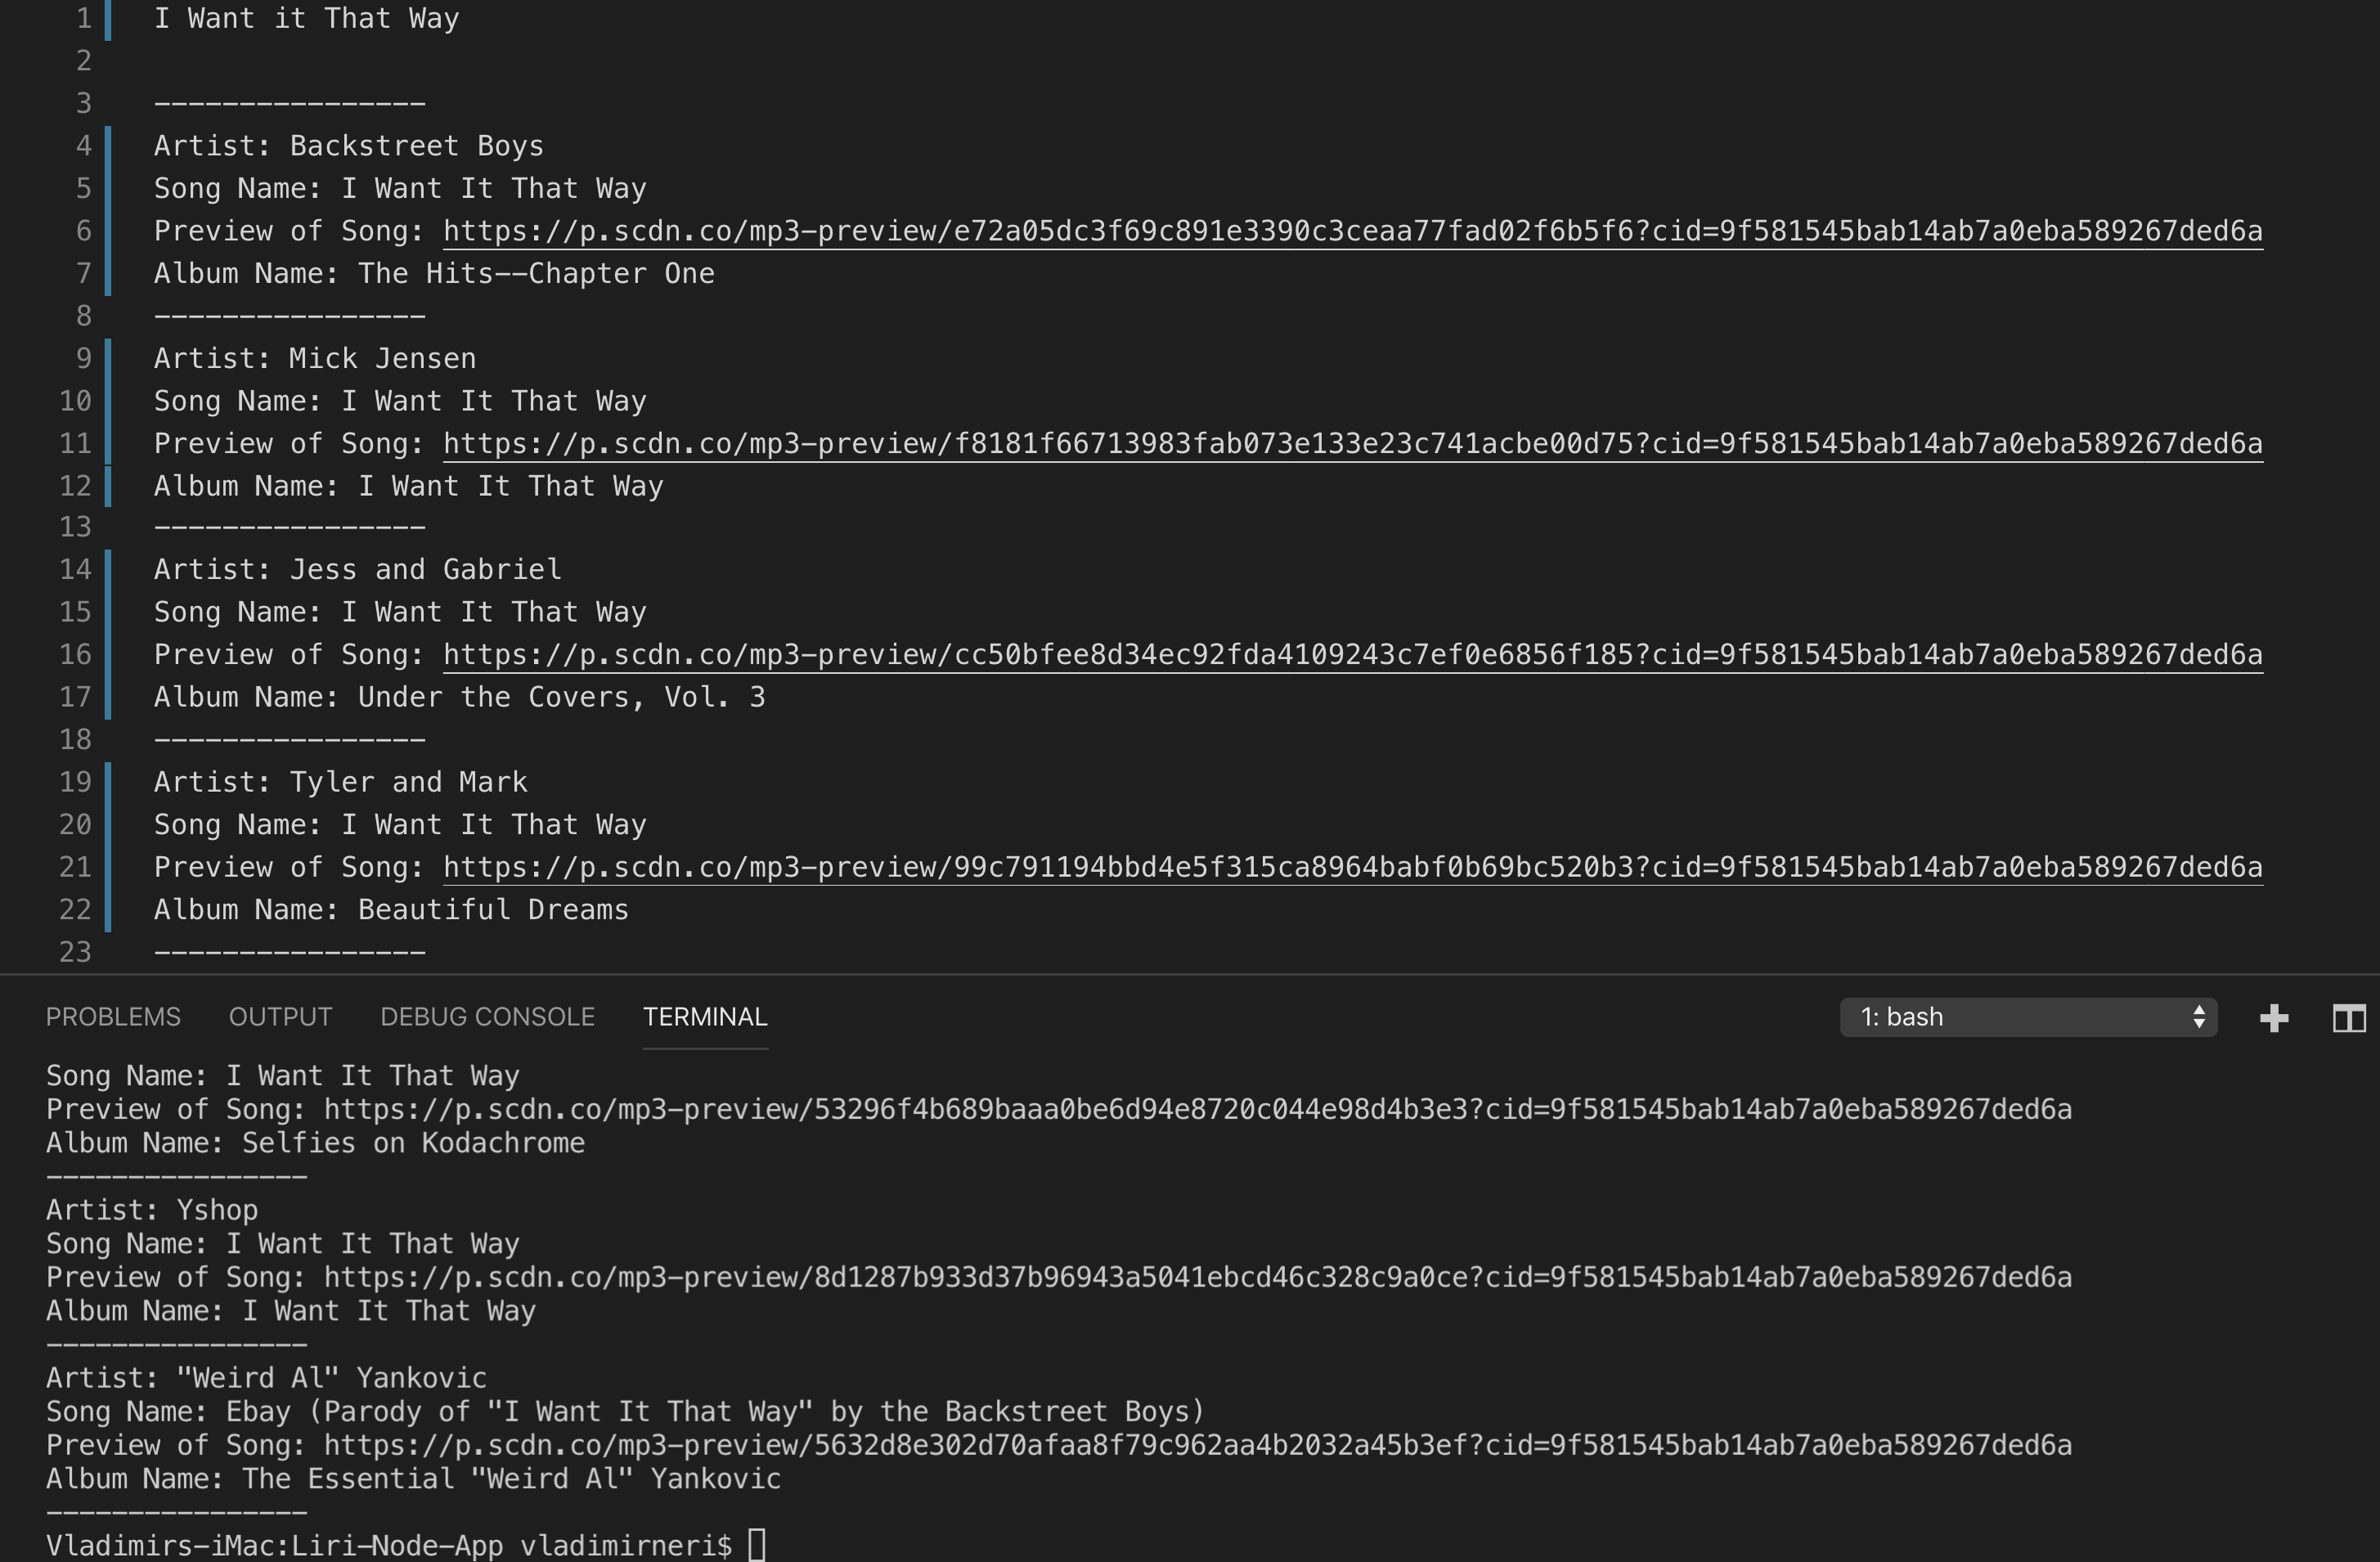 1 I Want it That Way
2
3 ----------------
4 Artist: Backstreet Boys
5 Song Name: I Want It That Way
6 Preview of Song: https://p.scdn.co/mp3-preview/e72a05dc3f69c891e3390c3ceaa77fad02f6b5f6?cid=9f581545bab14ab7a0eba589267ded6a
7 Album Name: The Hits--Chapter One
8 ----------------
9 Artist: Mick Jensen
10 Song Name: I Want It That Way
11 Preview of Song: https://p.scdn.co/mp3-preview/f8181f66713983fab073e133e23c741acbe00d75?cid=9f581545bab14ab7a0eba589267ded6a
12 Album Name: I Want It That Way
13 ----------------
14 Artist: Jess and Gabriel
15 Song Name: I Want It That Way
16 Preview of Song: https://p.scdn.co/mp3-preview/cc50bfee8d34ec92fda4109243c7ef0e6856f185?cid=9f581545bab14ab7a0eba589267ded6a
17 Album Name: Under the Covers, Vol. 3
18 ----------------
19 Artist: Tyler and Mark
20 Song Name: I Want It That Way
21 Preview of Song: https://p.scdn.co/mp3-preview/99c791194bbd4e5f315ca8964babf0b69bc520b3?cid=9f581545bab14ab7a0eba589267ded6a
22 Album Name: Beautiful Dreams
23 ----------------
PROBLEMS OUTPUT DEBUG CONSOLE TERMINAL 1: bash
Song Name: I Want It That Way
Preview of Song: https://p.scdn.co/mp3-preview/53296f4b689baaa0be6d94e8720c044e98d4b3e3?cid=9f581545bab14ab7a0eba589267ded6a
Album Name: Selfies on Kodachrome
----------------
Artist: Yshop
Song Name: I Want It That Way
Preview of Song: https://p.scdn.co/mp3-preview/8d1287b933d37b96943a5041ebcd46c328c9a0ce?cid=9f581545bab14ab7a0eba589267ded6a
Album Name: I Want It That Way
----------------
Artist: "Weird Al" Yankovic
Song Name: Ebay (Parody of "I Want It That Way" by the Backstreet Boys)
Preview of Song: https://p.scdn.co/mp3-preview/5632d8e302d70afaa8f79c962aa4b2032a45b3ef?cid=9f581545bab14ab7a0eba589267ded6a
Album Name: The Essential "Weird Al" Yankovic
----------------
Vladimirs-iMac:Liri-Node-App vladimirneri$